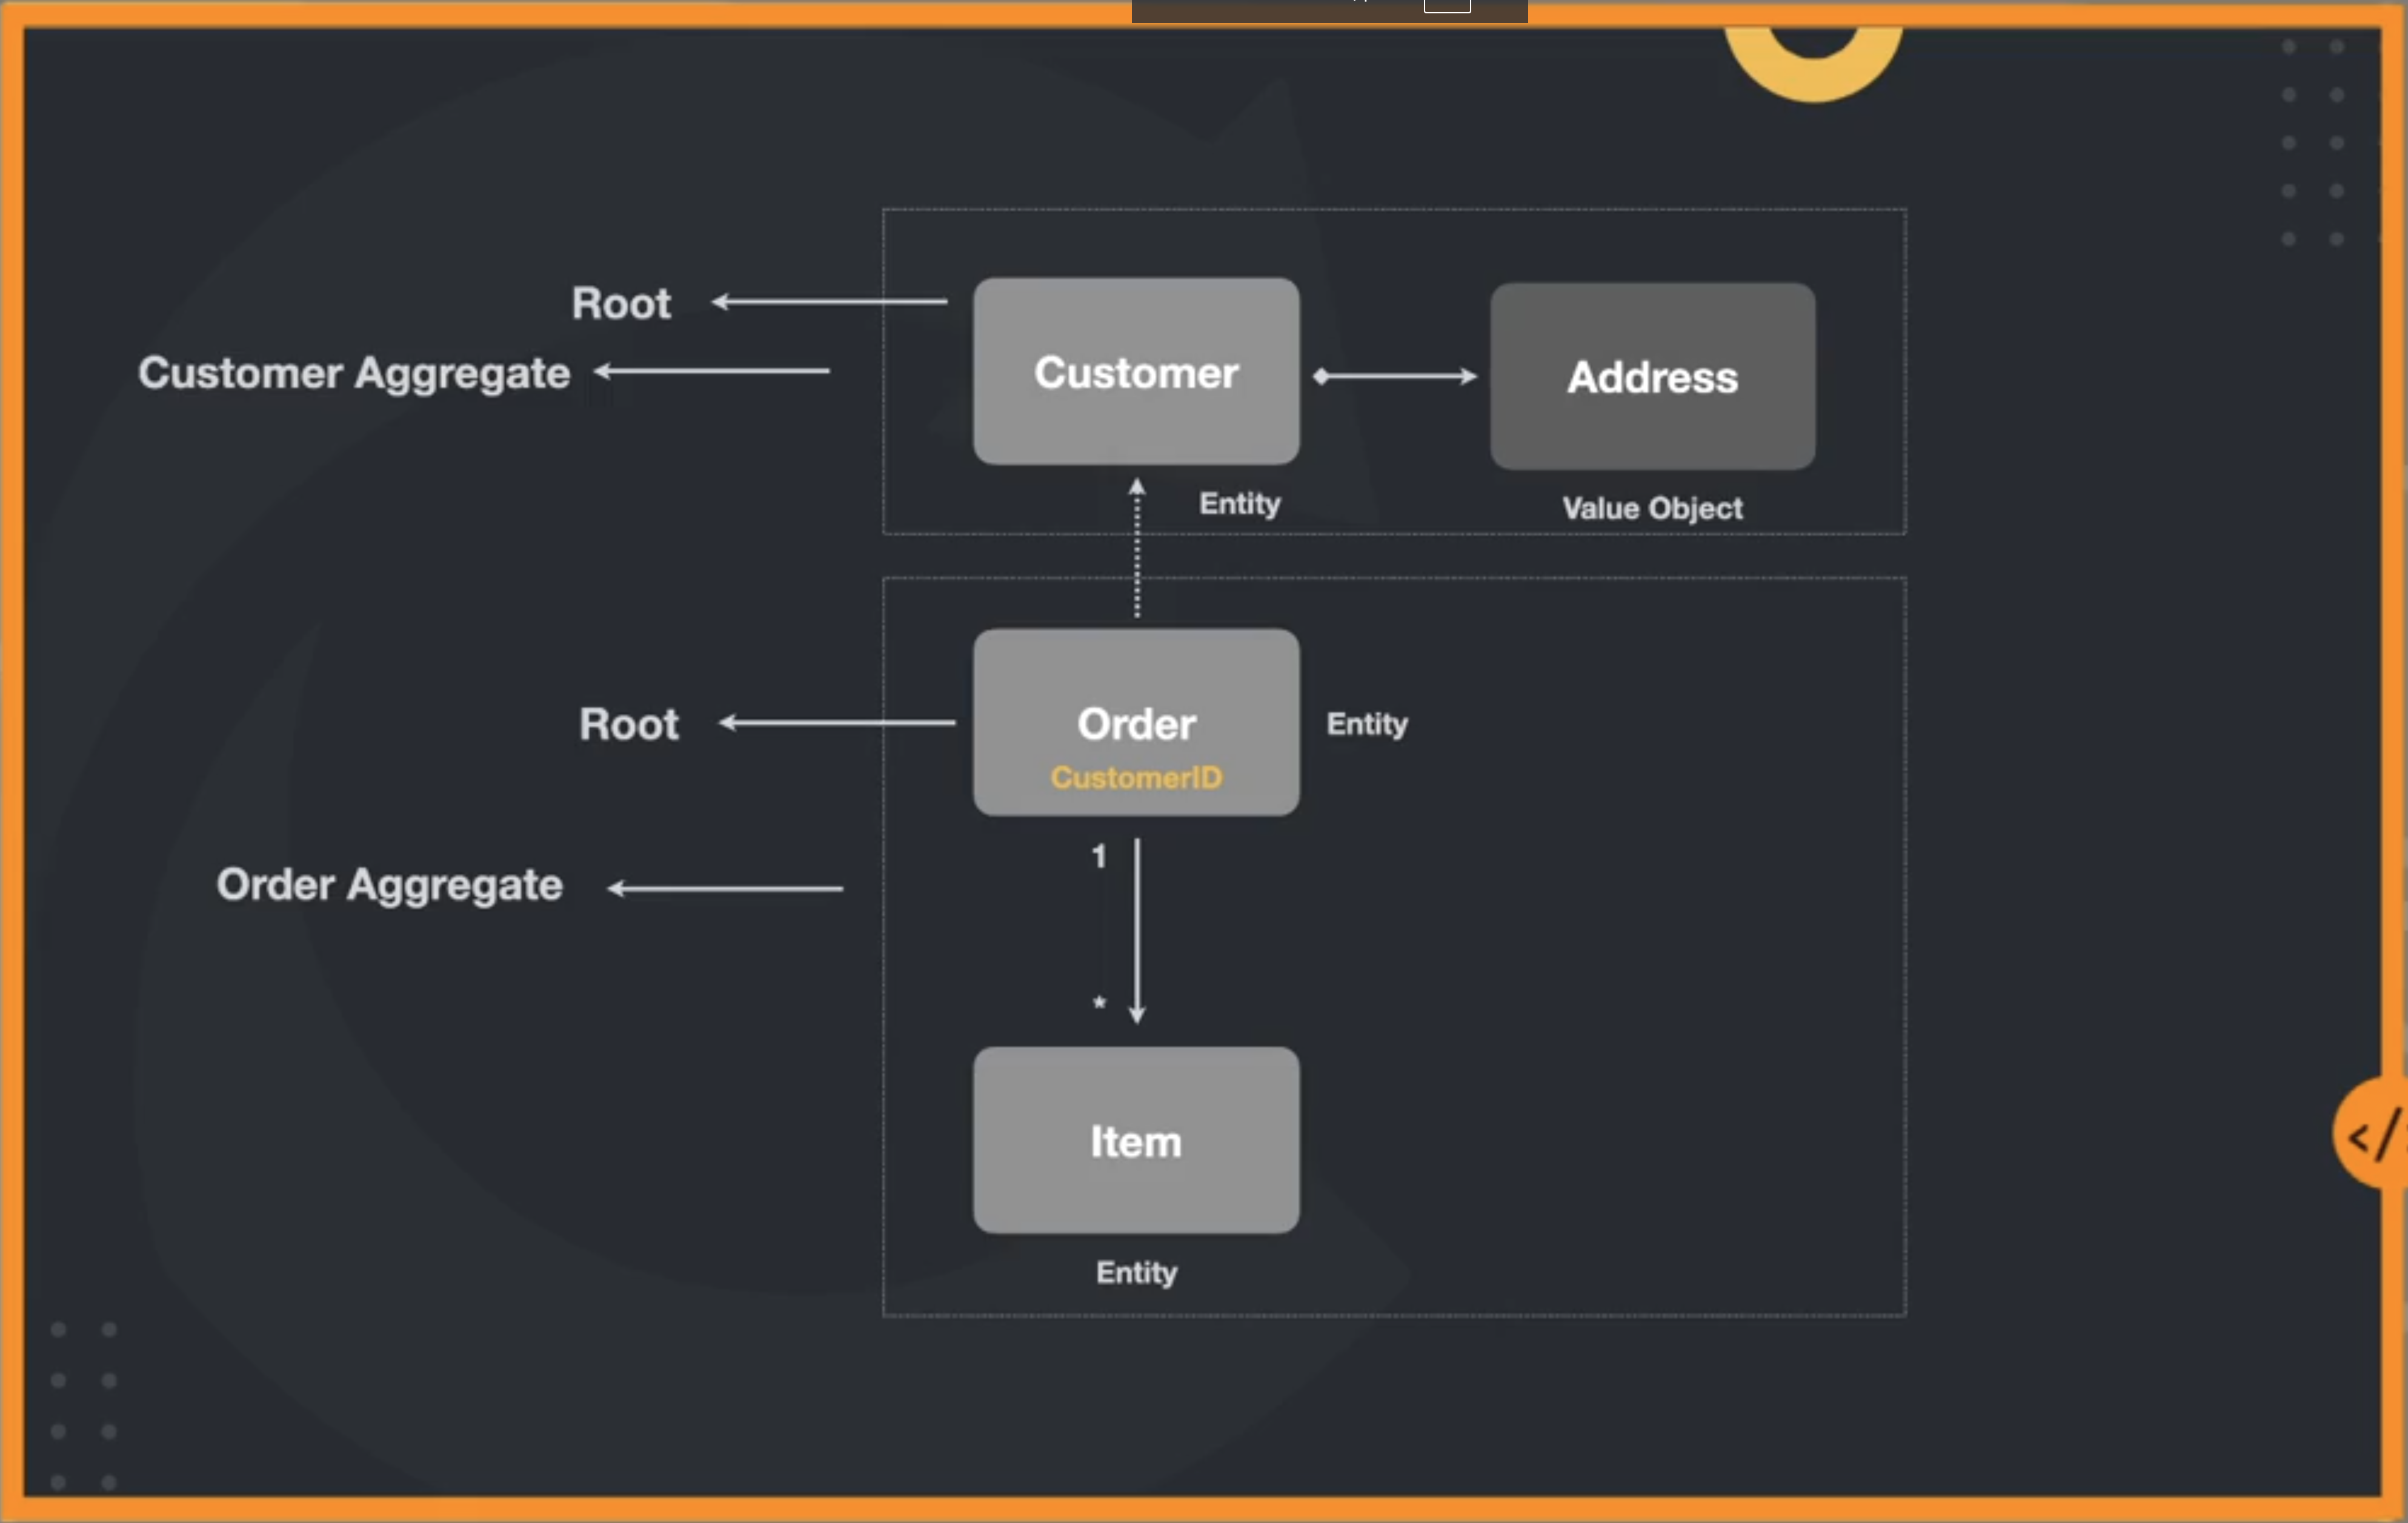 Root
Customer Aggregate
Customer
Address
Entity
Value Object
Root
Order
CustomerID
Entity
Order Aggregate
1
*
Item
Entity
</